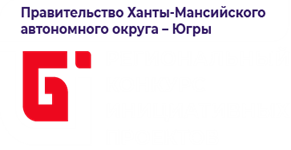 Правительство Ханты-Мансийского
автономного округа – Югры